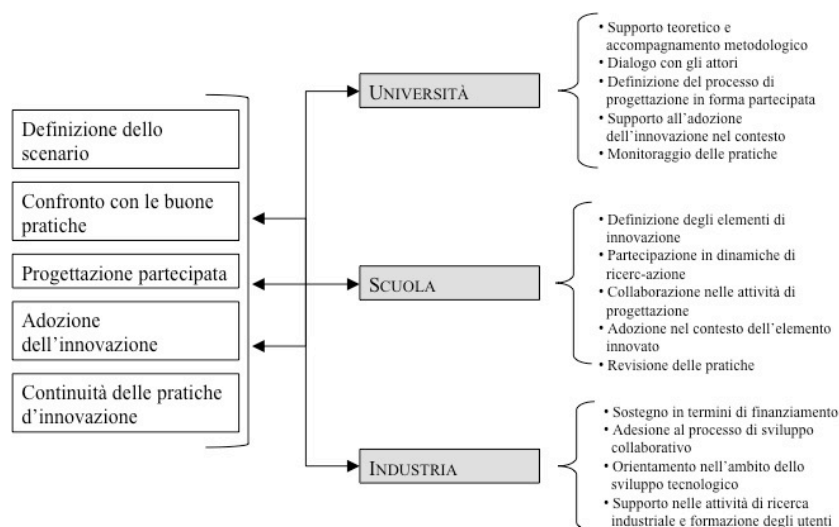 Definizione dello
scenario
Confronto con le buone
pratiche
Progettazione partecipata
Adozione
dell'innovazione
Continuità delle pratiche
d'innovazione
UNIVERSITÀ
• Supporto teoretico e
accompagnamento metodologico
• Dialogo con gli attori
• Definizione del processo di
progettazione in forma partecipata
• Supporto all'adozione
dell'innovazione nel contesto
• Monitoraggio delle pratiche
SCUOLA
• Definizione degli elementi di
innovazione
• Partecipazione in dinamiche di
ricerc-azione
• Collaborazione nelle attività di
progettazione
• Adozione nel contesto dell'elemento
innovato
• Revisione delle pratiche
INDUSTRIA
• Sostegno in termini di finanziamento
• Adesione al processo di sviluppo
collaborativo
• Orientamento nell'ambito dello
sviluppo tecnologico
• Supporto nelle attività di ricerca
industriale e formazione degli utenti